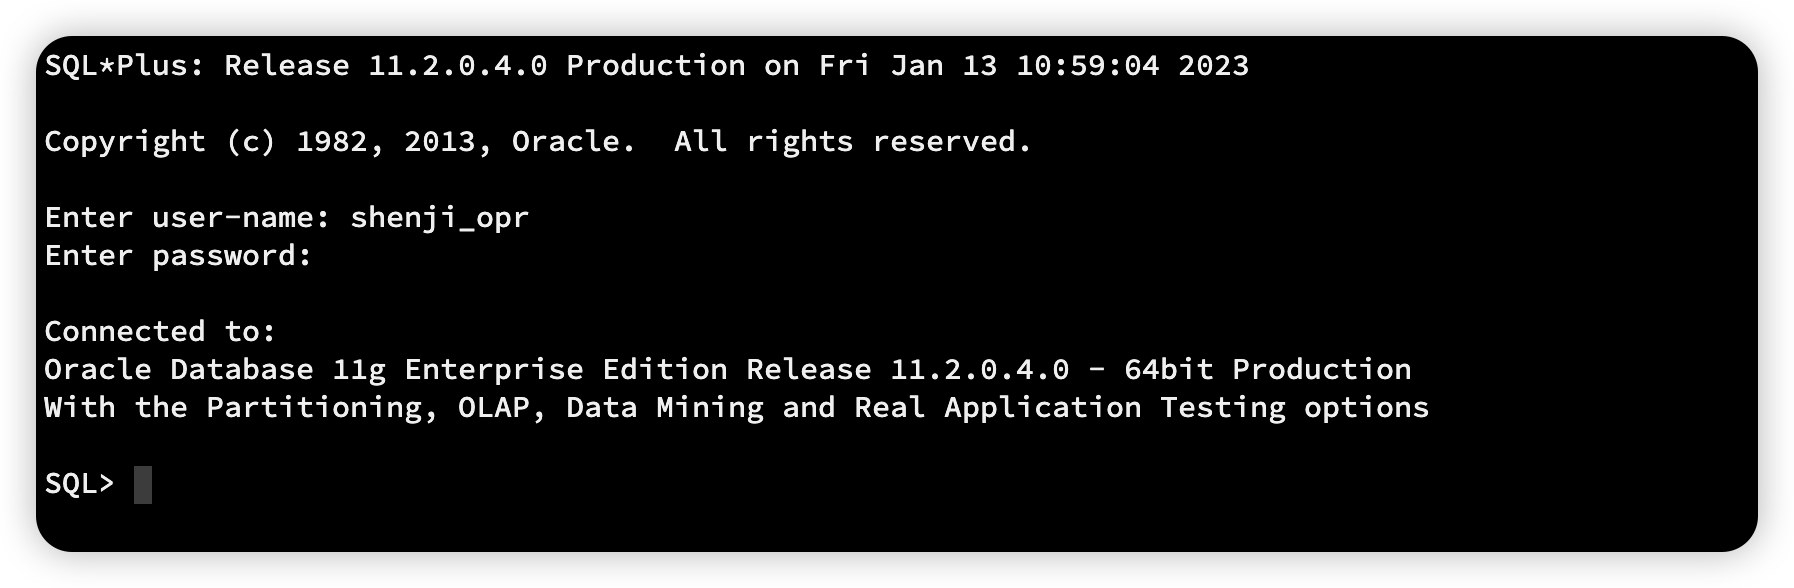 SQL*Plus: Release 11.2.0.4.0 Production on Fri Jan 13 10:59:04 2023
Copyright (c) 1982, 2013, Oracle.  All rights reserved.
Enter user-name: shenji_opr
Enter password:
Connected to:
Oracle Database 11g Enterprise Edition Release 11.2.0.4.0 - 64bit Production
With the Partitioning, OLAP, Data Mining and Real Application Testing options
SQL>